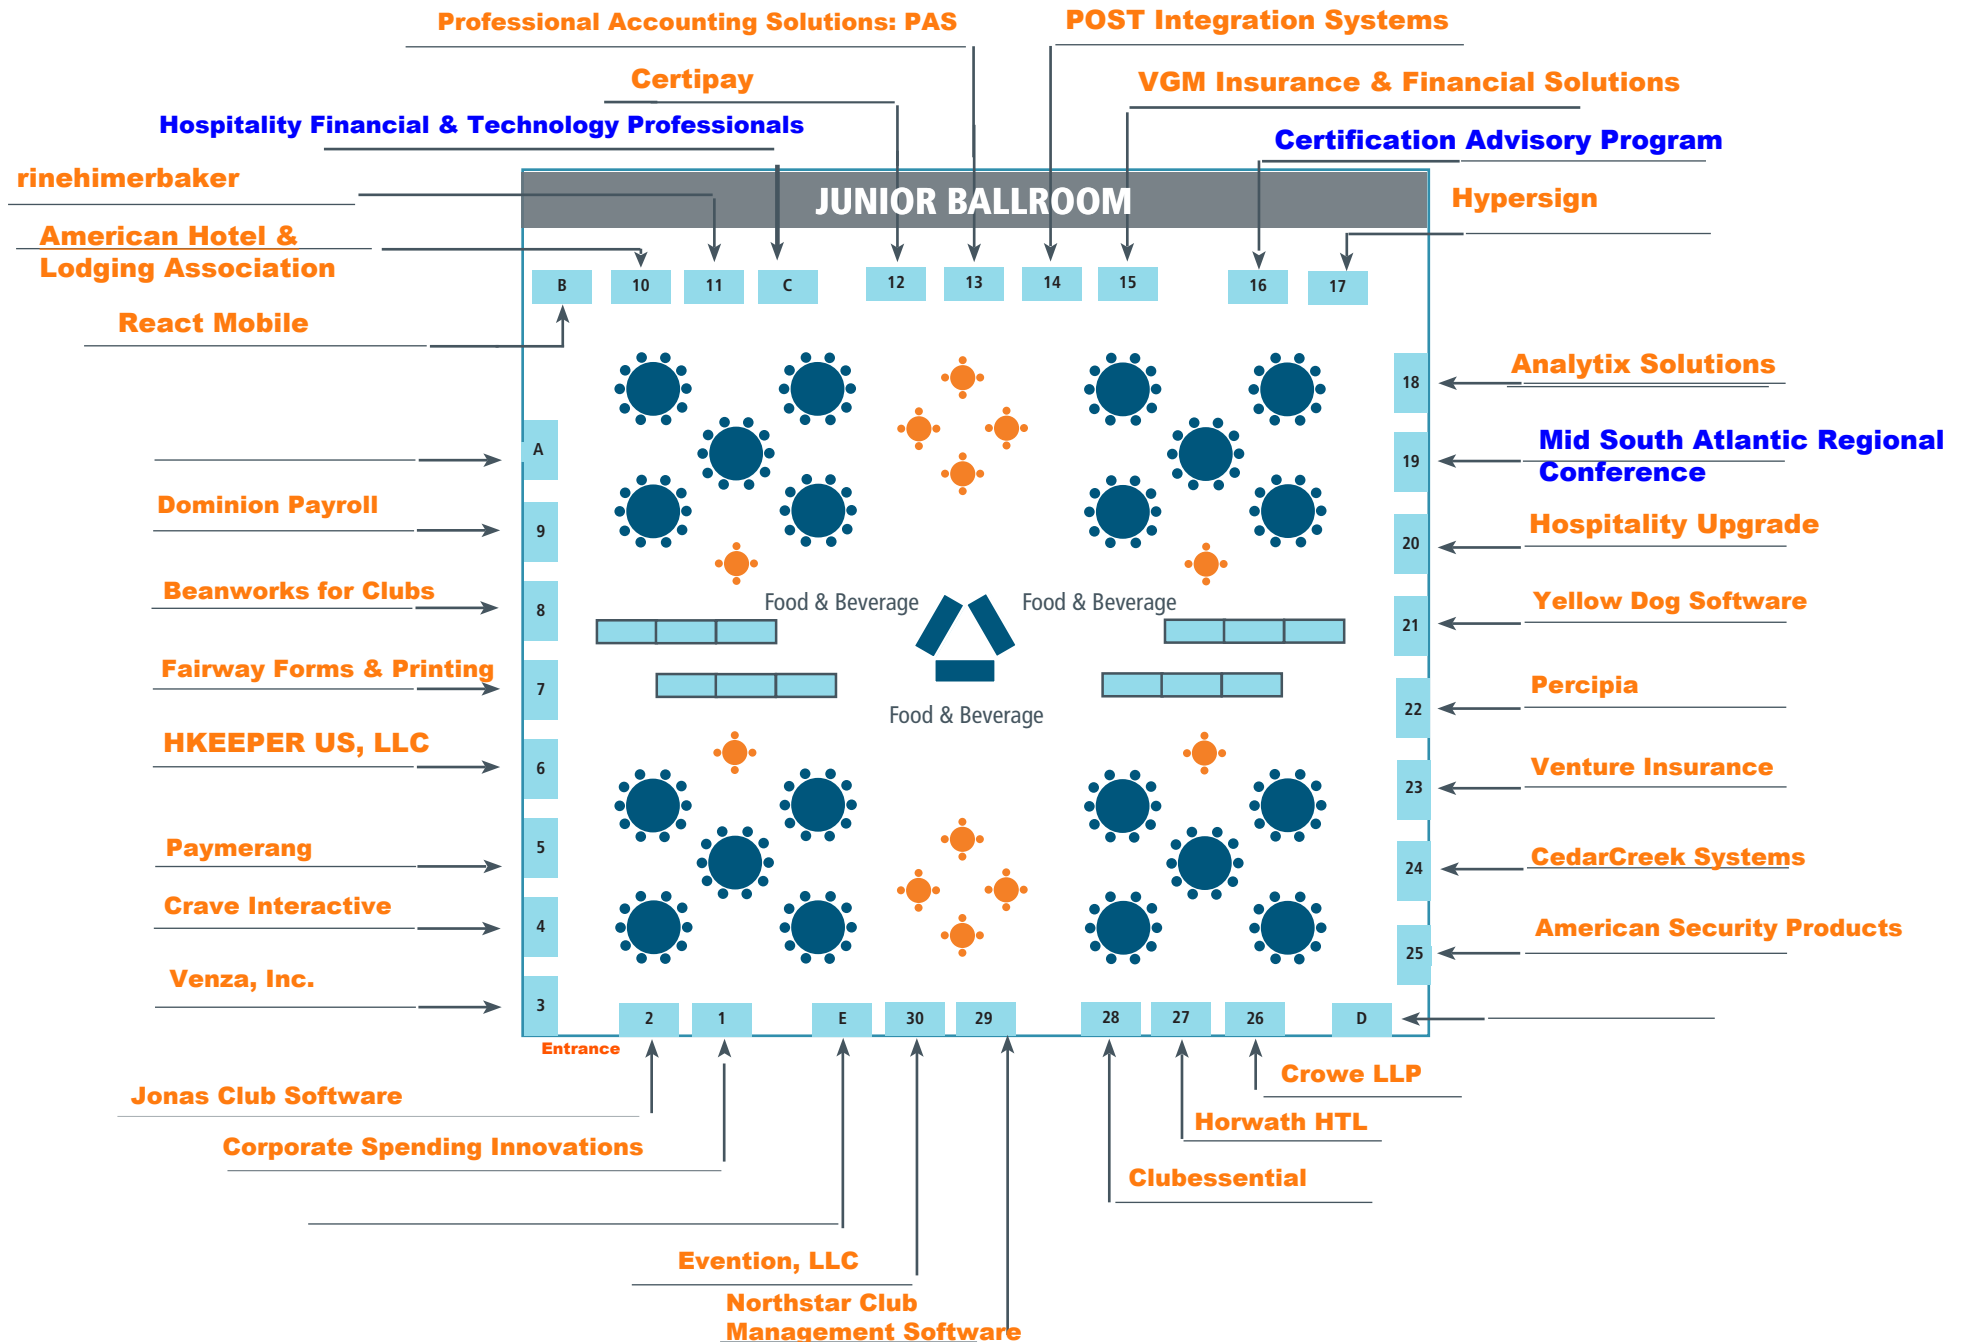 Professional Accounting Solutions: PAS
POST Integration Systems
Certipay
VGM Insurance & Financial Solutions
Hospitality Financial & Technology Professionals
Certification Advisory Program
rinehimerbaker
JUNIOR BALLROOM
Hypersign
American Hotel &
Lodging Association
B
10
11
C
12
13
14
15
16
17
React Mobile
18
Analytix Solutions
A
19
Mid South Atlantic Regional
Conference
Dominion Payroll
9
20
Hospitality Upgrade
Beanworks for Clubs
8
Food & Beverage
Food & Beverage
21
Yellow Dog Software
Fairway Forms & Printing
7
Food & Beverage
22
Percipia
HKEEPER US, LLC
6
23
Venture Insurance
Paymerang
5
24
CedarCreek Systems
Crave Interactive
4
25
American Security Products
Venza, Inc.
3
2
1
E
30
29
28
27
26
D
Entrance
Crowe LLP
Jonas Club Software
Horwath HTL
Corporate Spending Innovations
Clubessential
Evention, LLC
Northstar Club
Management Software